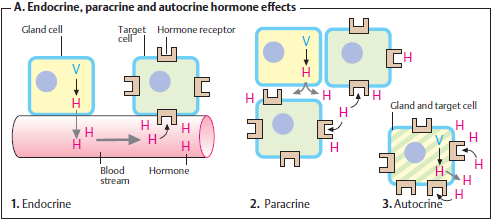 A. Endocrine, paracrine and autocrine hormone effects
Gland cell
Target cell
Hormone receptor
V
H
H
H
H
H
H
H
H
Blood stream
Hormone
1. Endocrine
V
H
H
H
H
H
H
H
2. Paracrine
Gland and target cell
V
H
H
H
H
H
H
3. Autocrine